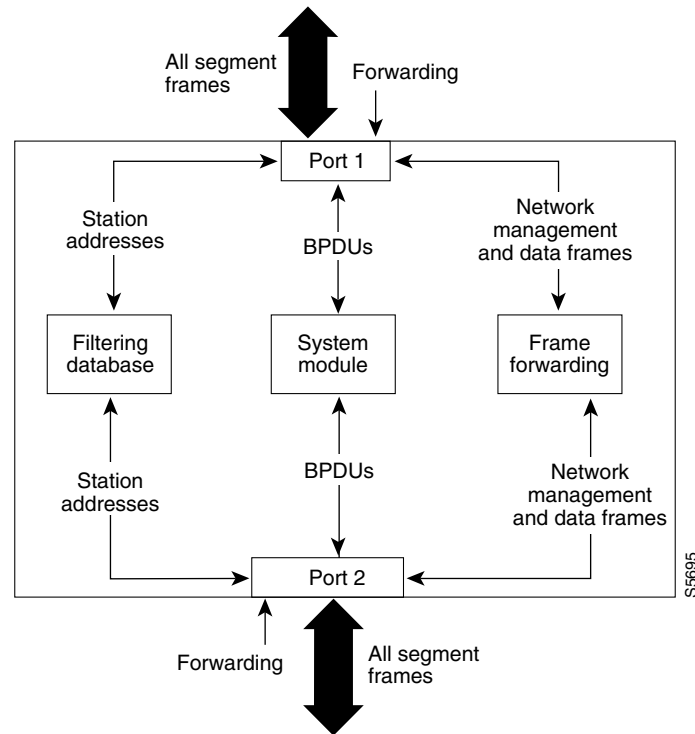 All segment
frames
Forwarding
Port 1
Station
addresses
BPDUs
Network
management
and data frames
Filtering
database
System
module
Frame
forwarding
Station
addresses
BPDUs
Network
management
and data frames
Port 2
S5695
Forwarding
All segment
frames